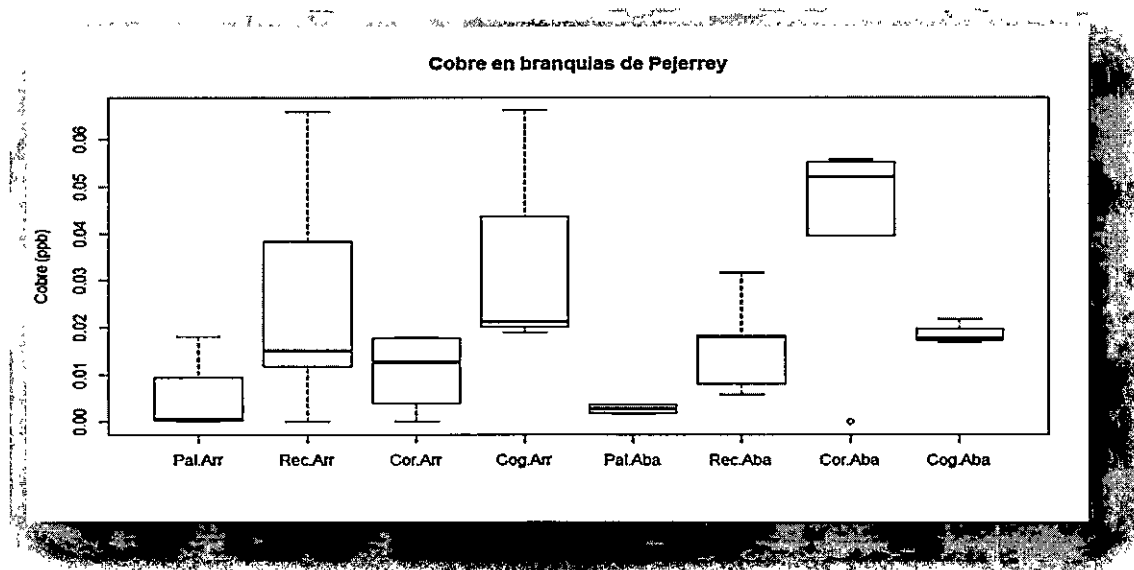 Cobre en branquias de Pejerrey
Cobre (ppb)
0.06
0.05
0.04
0.03
0.02
0.01
0.00
Pal.Arr Rec.Arr Cor.Arr Cog.Arr Pal.Aba Rec.Aba Cor.Aba Cog.Aba